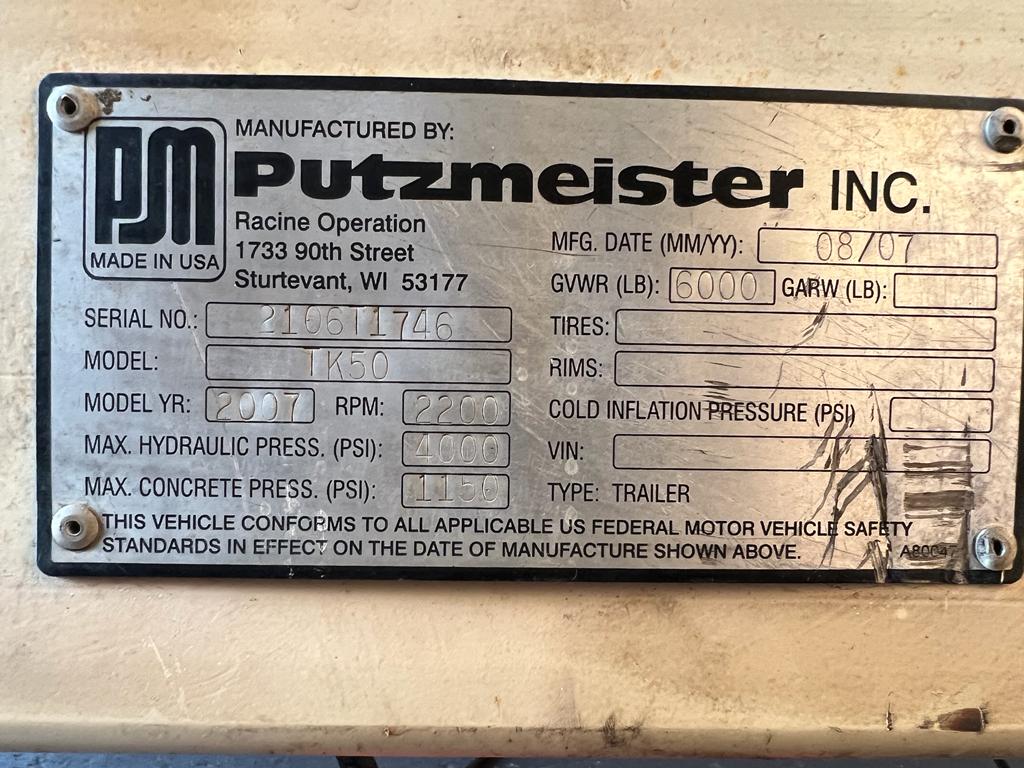 PM
MADE IN USA
MANUFACTURED BY:
Putzmeister INC.
Racine Operation
1733 90th Street
Sturtevant, WI 53177
MFG. DATE (MM/YY): 08/07
GVWR (LB): 6000 GARW (LB):
SERIAL NO.: 2106T1746
TIRES:
MODEL: TK50
RIMS:
MODEL YR: 2007 RPM: 2200
COLD INFLATION PRESSURE (PSI)
MAX. HYDRAULIC PRESS. (PSI): 4000
VIN:
MAX. CONCRETE PRESS. (PSI): 1150
TYPE: TRAILER
THIS VEHICLE CONFORMS TO ALL APPLICABLE US FEDERAL MOTOR VEHICLE SAFETY
STANDARDS IN EFFECT ON THE DATE OF MANUFACTURE SHOWN ABOVE.